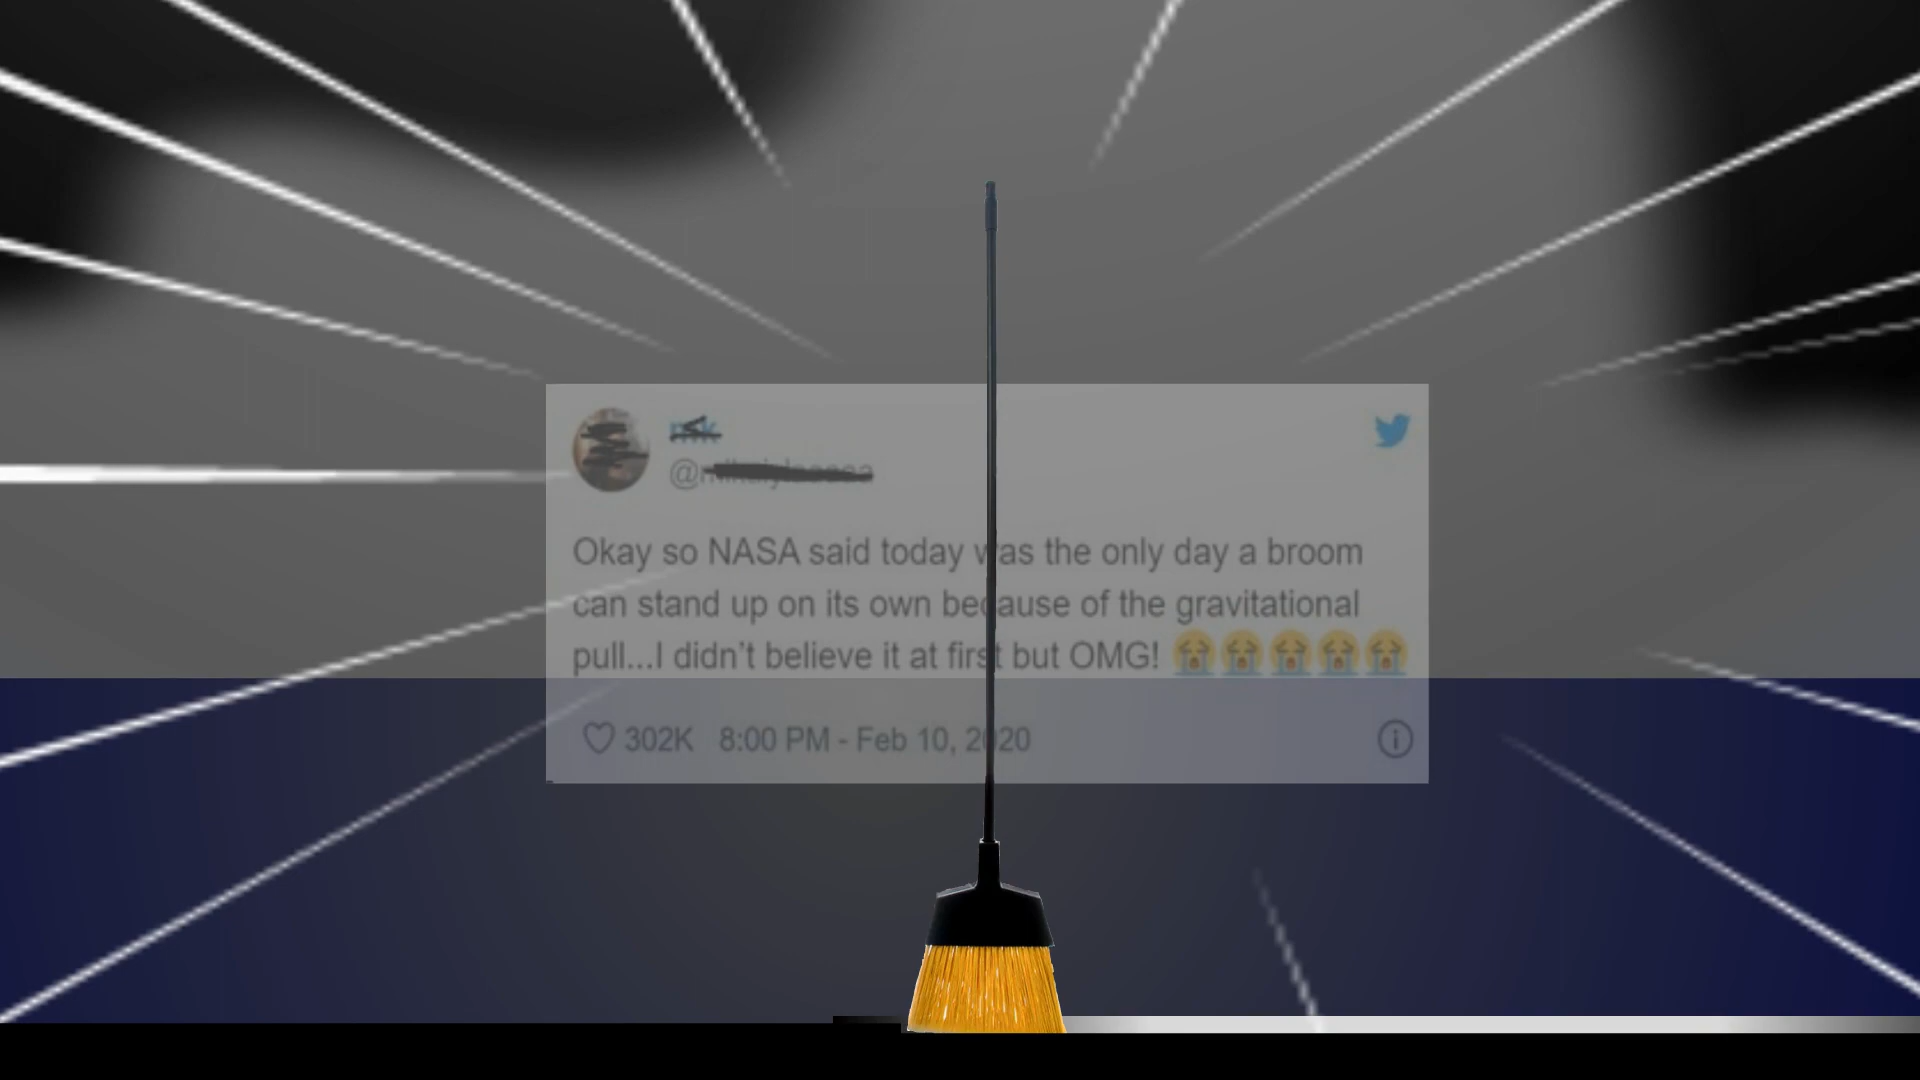 Okay so NASA said today was the only day a broom
can stand up on its own because of the gravitational
pull...I didn't believe it at first but OMG! 😭😭😭😭😭
302K 8:00 PM - Feb 10, 2020